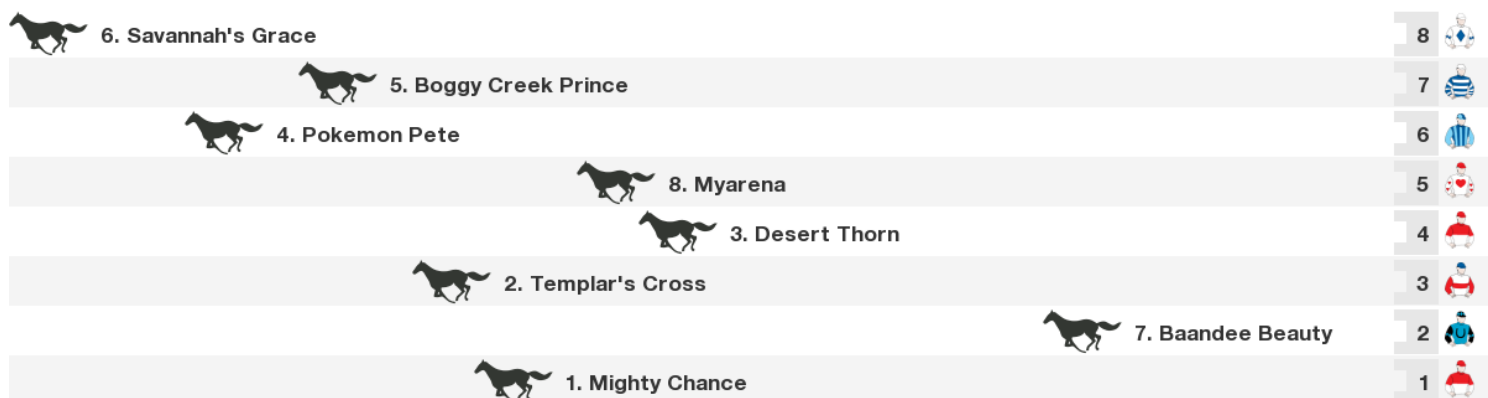 6. Savannah's Grace 8
5. Boggy Creek Prince 7
4. Pokemon Pete 6
8. Myarena 5
3. Desert Thorn 4
2. Templar's Cross 3
7. Baandee Beauty 2
1. Mighty Chance 1